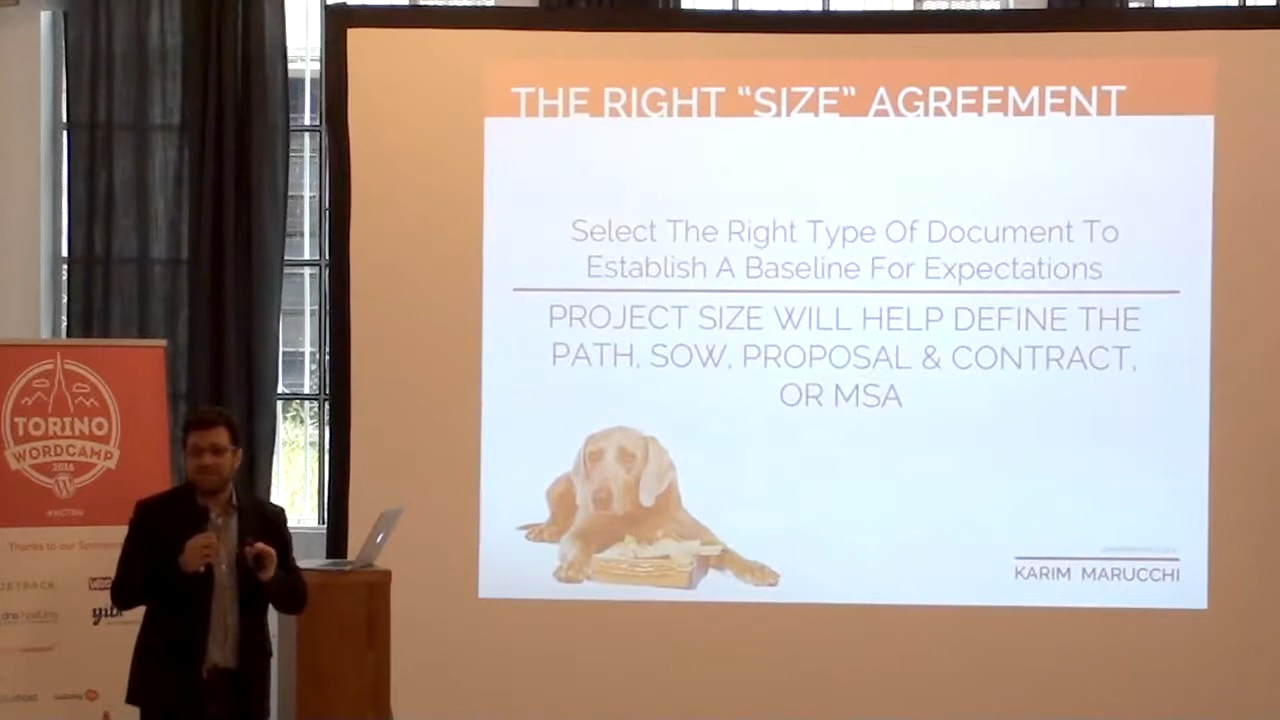 THE RIGHT “SIZE” AGREEMENT
Select The Right Type Of Document To
Establish A Baseline For Expectations
PROJECT SIZE WILL HELP DEFINE THE
PATH, SOW, PROPOSAL & CONTRACT,
OR MSA
KARIM MARUCCHI
TORINO
WORDCAMP
2016
#WCTRN
Thanks to our Sponsors
JETPACK